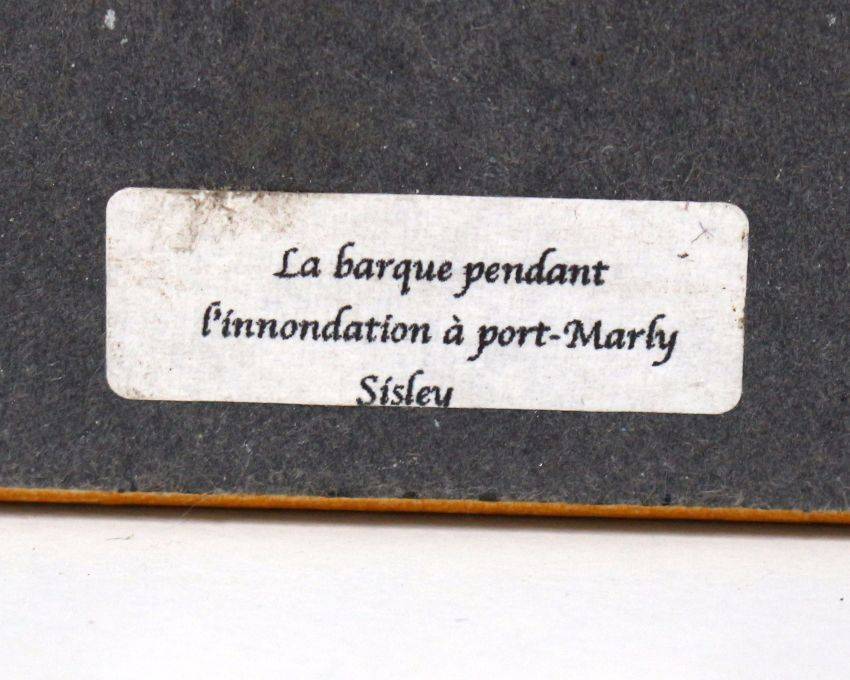 La barque pendant
l'innondation à port-Marly
Sisley